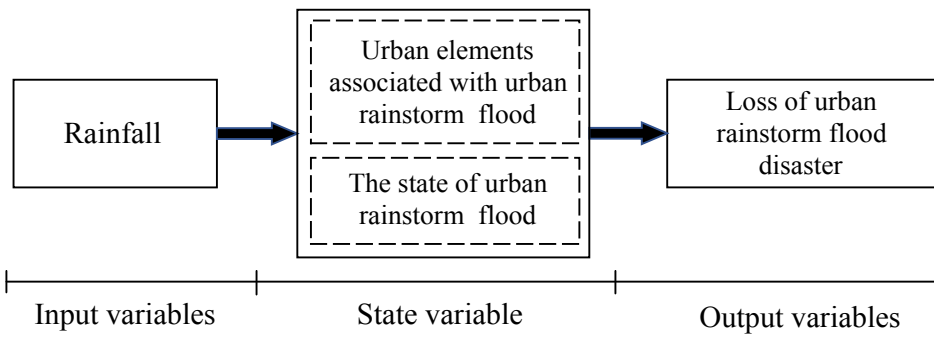 Rainfall
Urban elements
associated with urban
rainstorm flood
The state of urban
rainstorm flood
Loss of urban
rainstorm flood
disaster
Input variables
State variable
Output variables